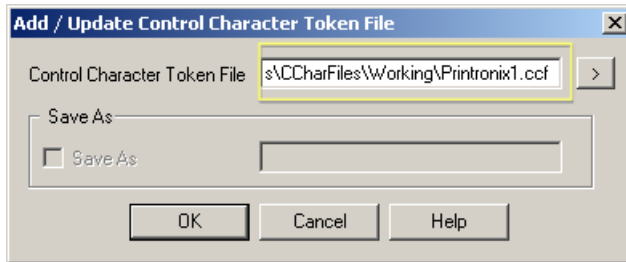 Add / Update Control Character Token File
Control Character Token File s\CCharFiles\Working\Printronix1.ccf >
Save As
Save As
OK Cancel Help